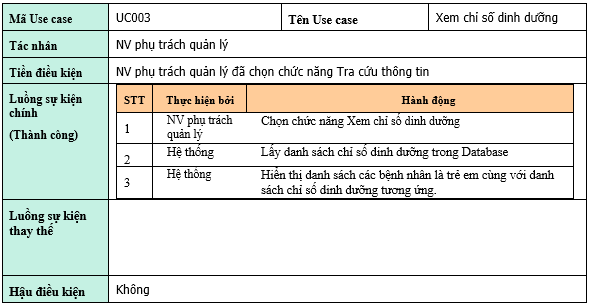 Mã Use case UC003 Tên Use case Xem chỉ số dinh dưỡng
Tác nhân NV phụ trách quản lý
Tiền điều kiện NV phụ trách quản lý đã chọn chức năng Tra cứu thông tin
Luồng sự kiện
chính
(Thành công)
STT Thực hiện bởi Hành động
1 NV phụ trách
quản lý
Chọn chức năng Xem chỉ số dinh dưỡng
2 Hệ thống Lấy danh sách chỉ số dinh dưỡng trong Database
3 Hệ thống Hiển thị danh sách các bệnh nhân là trẻ em cùng với danh
sách chỉ số dinh dưỡng tương ứng.
Luồng sự kiện
thay thế
Hậu điều kiện Không